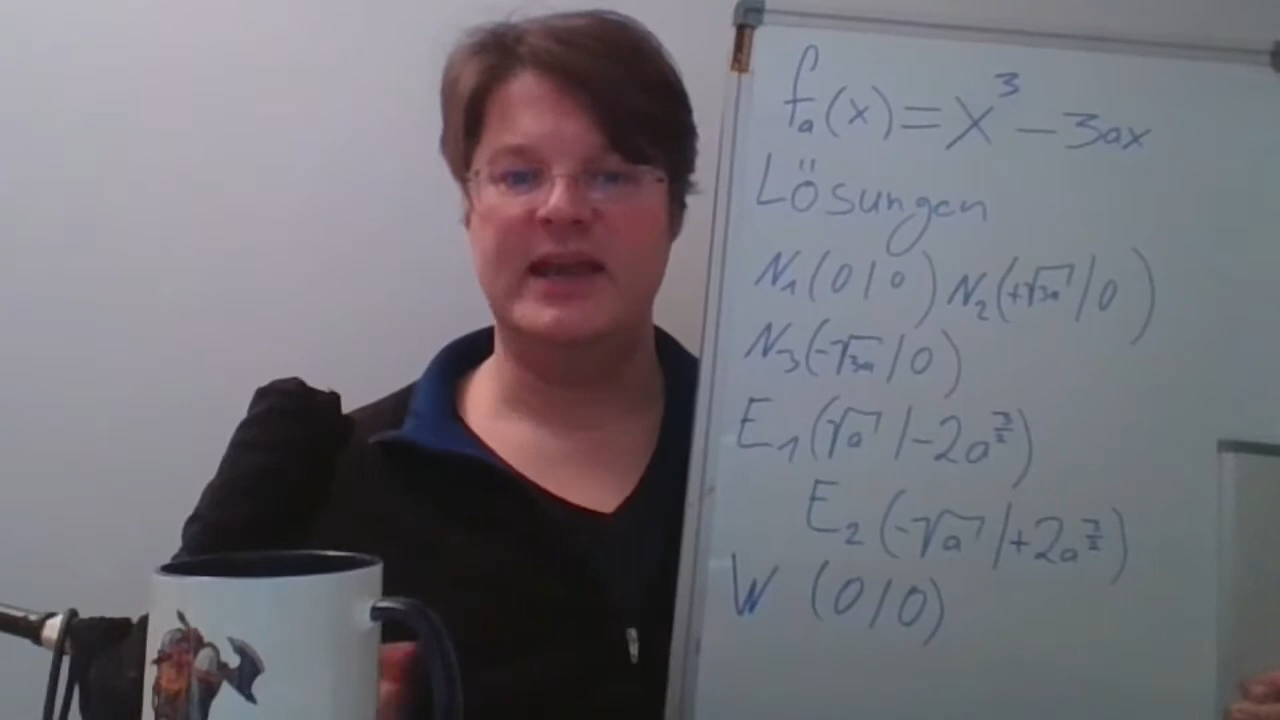 fₐ(x) = x³ − 3ax
Lösungen
N₁(0|0) N₂(+√3a|0)
N₃(-√3a|0)
E₁(√a|-2a^{3/2})
E₂(-√a|+2a^{3/2})
W (0|0)